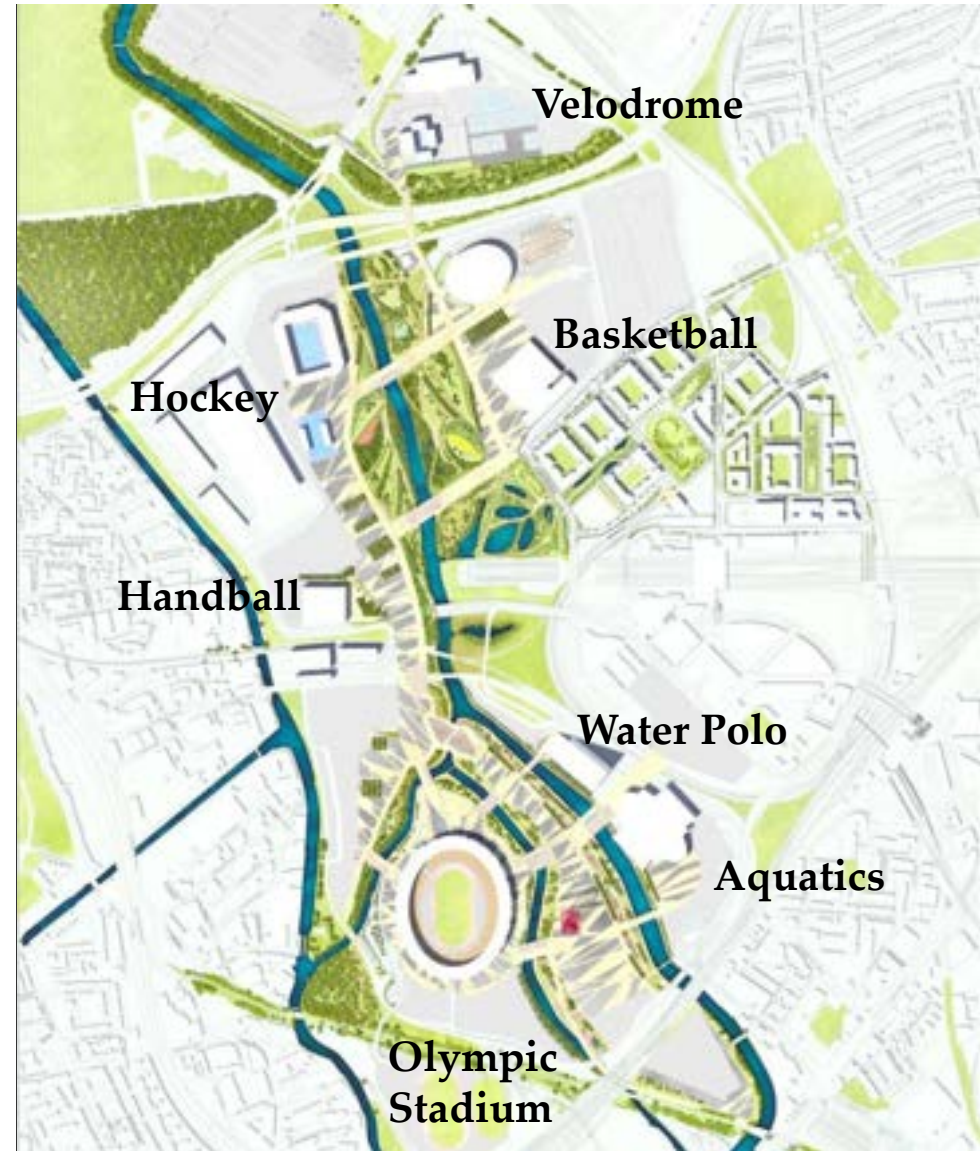 Velodrome
Basketball
Hockey
Handball
Water Polo
Aquatics
Olympic
Stadium